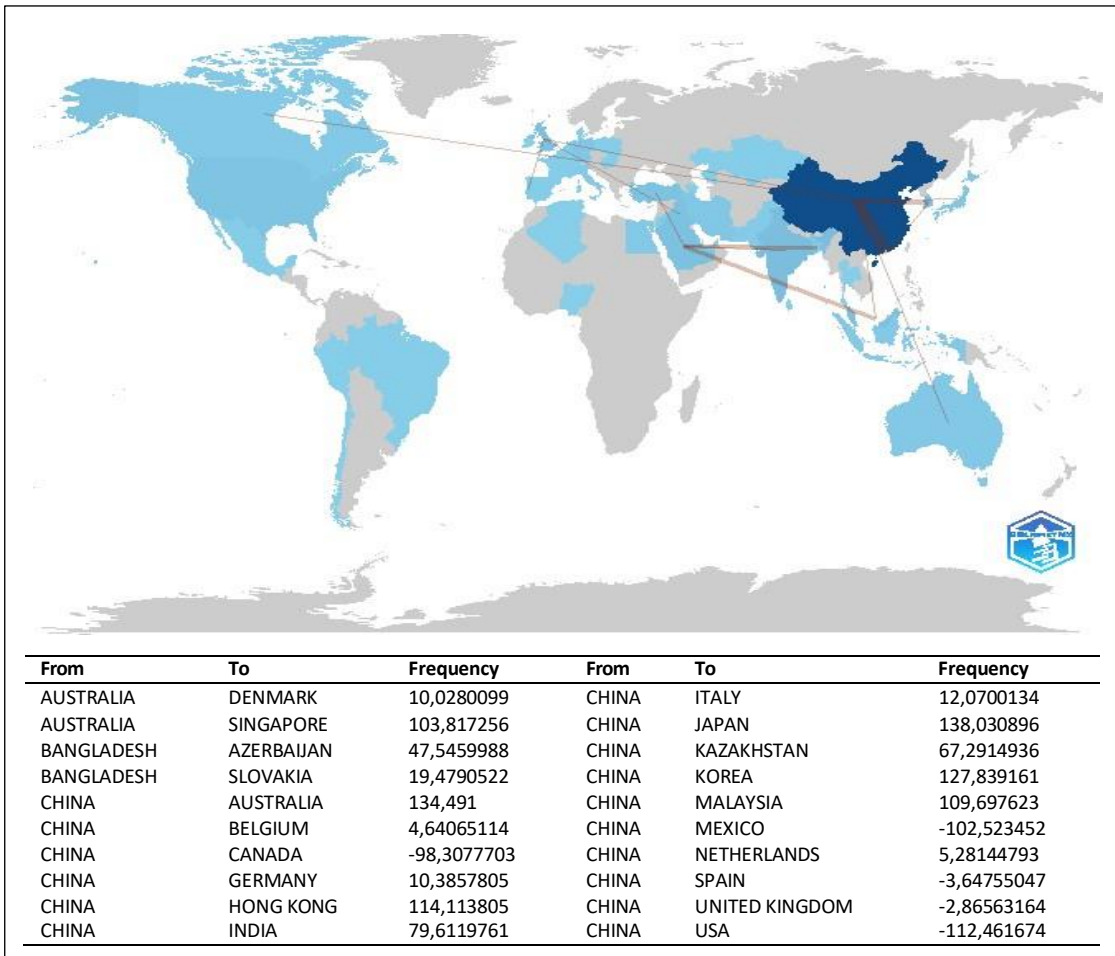 From To Frequency From To Frequency
AUSTRALIA DENMARK 10,0280099 CHINA ITALY 12,0700134
AUSTRALIA SINGAPORE 103,817256 CHINA JAPAN 138,030896
BANGLADESH AZERBAIJAN 47,5459988 CHINA KAZAKHSTAN 67,2914936
BANGLADESH SLOVAKIA 19,4790522 CHINA KOREA 127,839161
CHINA AUSTRALIA 134,491 CHINA MALAYSIA 109,697623
CHINA BELGIUM 4,64065114 CHINA MEXICO -102,523452
CHINA CANADA -98,3077703 CHINA NETHERLANDS 5,28144793
CHINA GERMANY 10,3857805 CHINA SPAIN -3,64755047
CHINA HONG KONG 114,113805 CHINA UNITED KINGDOM -2,86563164
CHINA INDIA 79,6119761 CHINA USA -112,461674